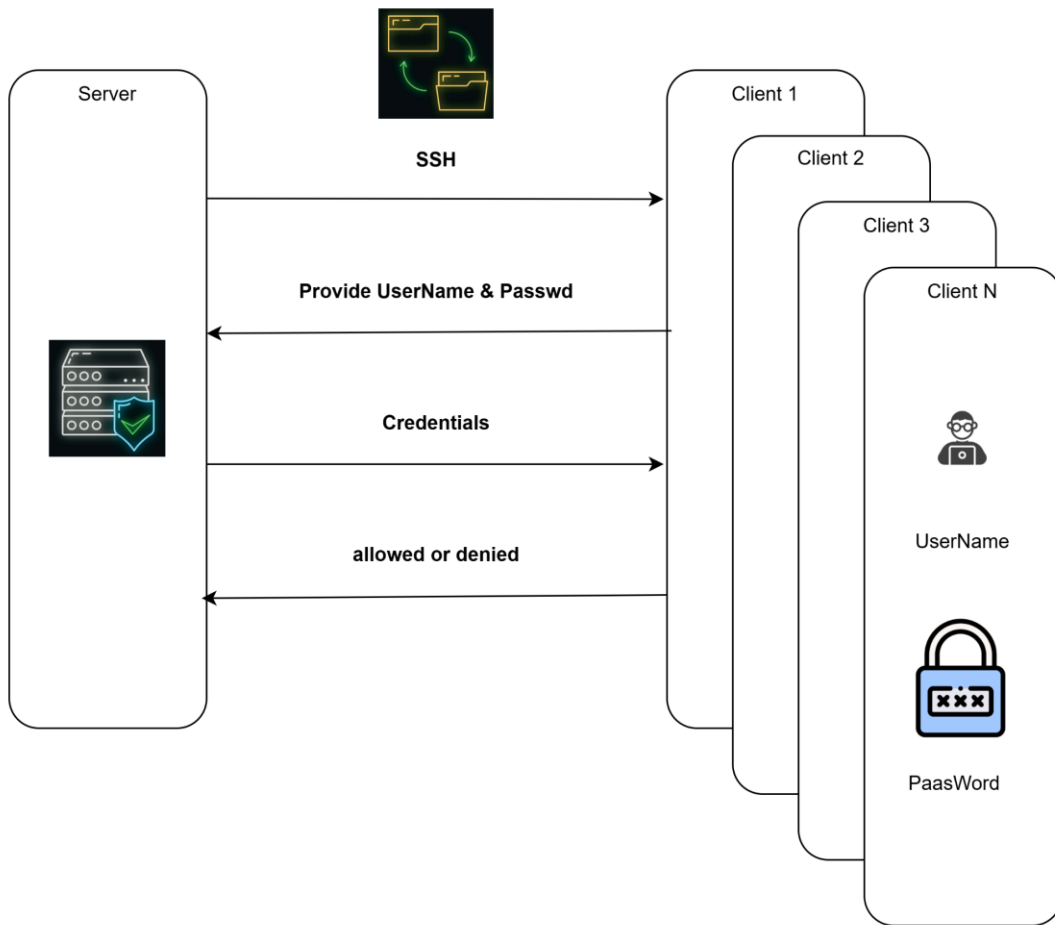 Server
Client 1
Client 2
Client 3
Client N
SSH
Provide UserName & Passwd
Credentials
allowed or denied
UserName
×××
PaasWord